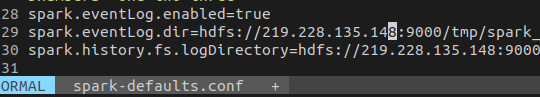 28 spark.eventLog.enabled=true
29 spark.eventLog.dir=hdfs://219.228.135.148:9000/tmp/spark_
30 spark.history.fs.logDirectory=hdfs://219.228.135.148:9000
31
ORMAL spark-defaults.conf +